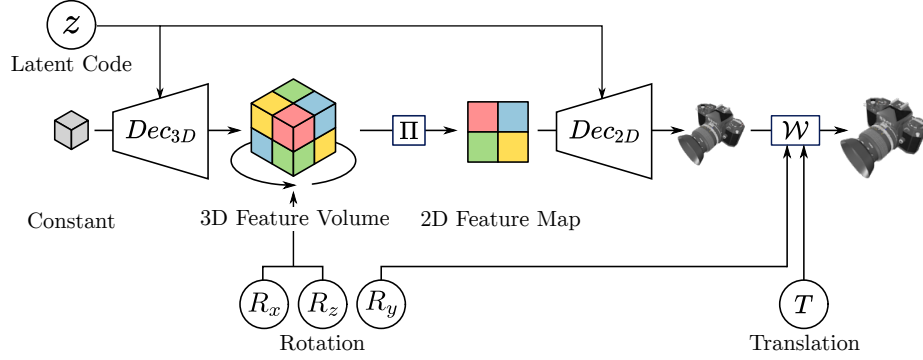 z
Latent Code
Dec3D
Π
Dec2D
W
Constant
3D Feature Volume
2D Feature Map
Rx
Rz
Ry
T
Rotation
Translation